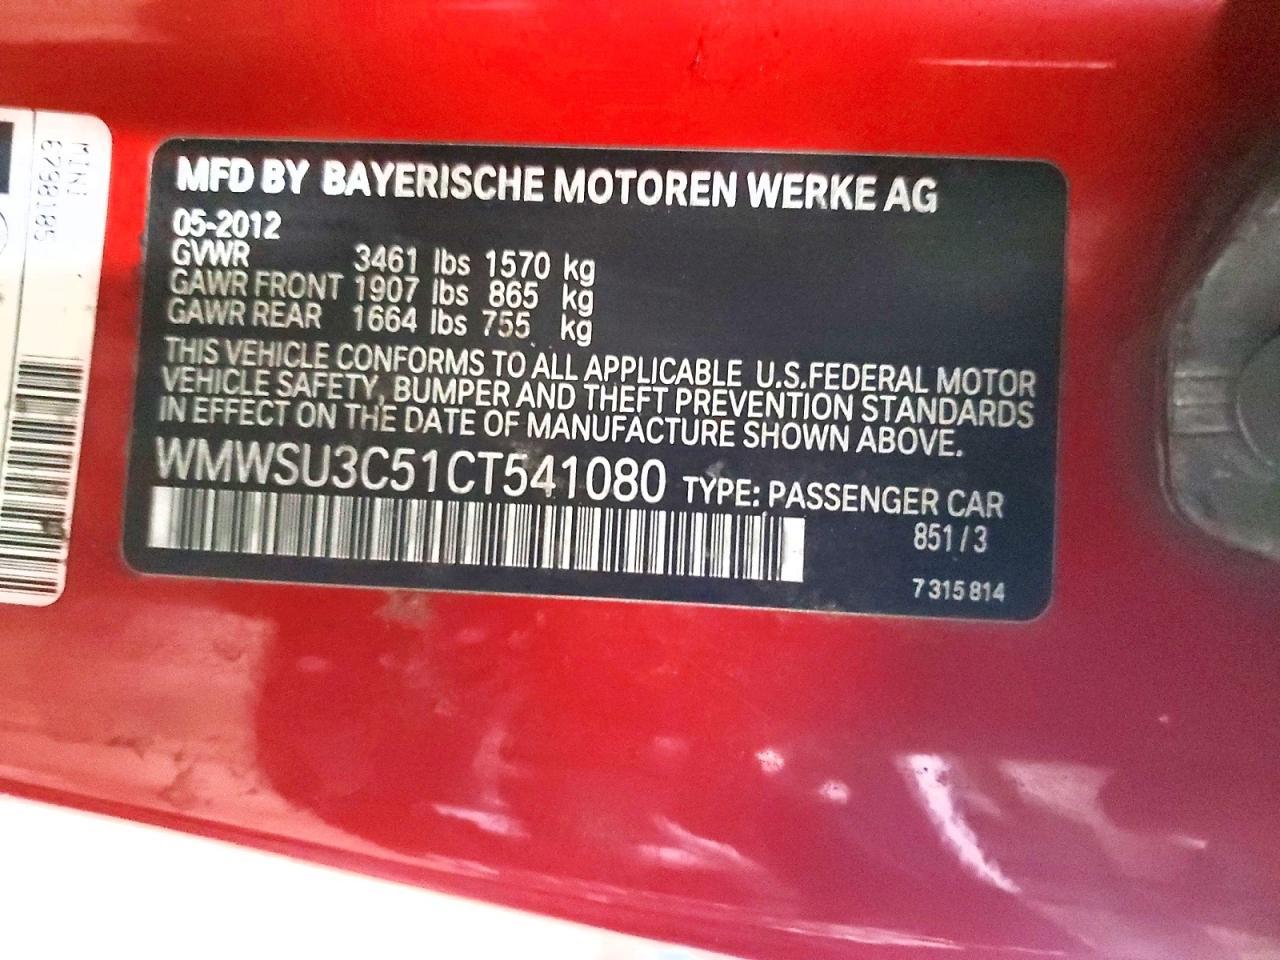 MINI
6798185
MFD BY BAYERISCHE MOTOREN WERKE AG
05-2012
GVWR 3461 lbs 1570 kg
GAWR FRONT 1907 lbs 865 kg
GAWR REAR 1664 lbs 755 kg
THIS VEHICLE CONFORMS TO ALL APPLICABLE U.S.FEDERAL MOTOR
VEHICLE SAFETY, BUMPER AND THEFT PREVENTION STANDARDS
IN EFFECT ON THE DATE OF MANUFACTURE SHOWN ABOVE.
WMWSU3C51CT541080 TYPE: PASSENGER CAR
851/3
7 315 814